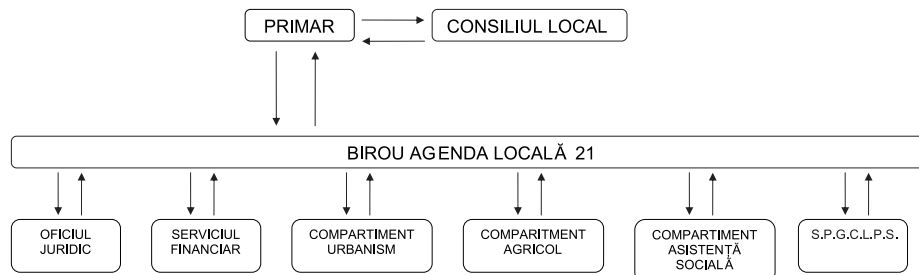 PRIMAR
CONSILIUL LOCAL
BIROU AGENDA LOCALĂ 21
OFICIUL
JURIDIC
SERVICIUL
FINANCIAR
COMPARTIMENT
URBANISM
COMPARITMENT
AGRICOL
COMPARTIMENT
ASISTENȚĂ
SOCIALĂ
S.P.G.C.L.P.S.